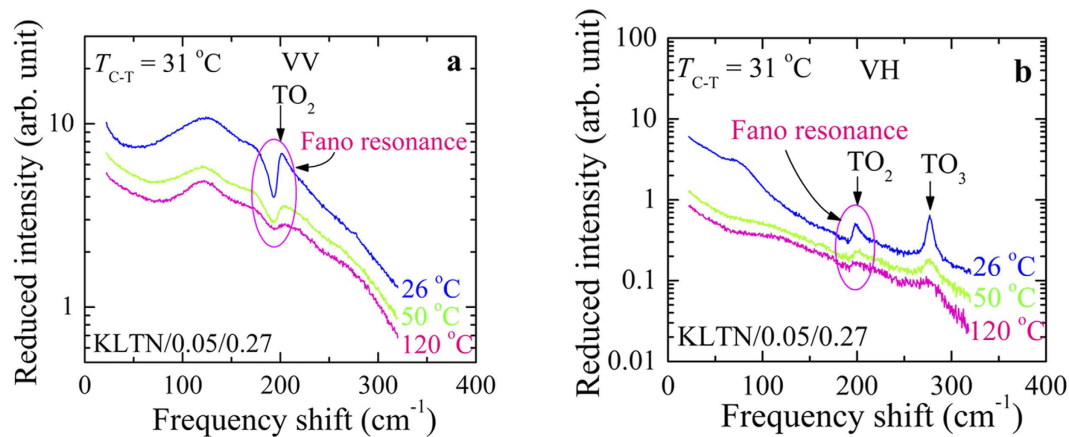 T_C-T = 31 °C
VV
a
TO₂
Fano resonance
10
1
26 °C
50 °C
120 °C
KLTN/0.05/0.27
0
100
200
300
400
Frequency shift (cm⁻¹)
Reduced intensity (arb. unit)
T_C-T = 31 °C
VH
b
Fano resonance
TO₂
TO₃
100
10
1
0.1
0.01
26 °C
50 °C
120 °C
KLTN/0.05/0.27
0
100
200
300
400
Frequency shift (cm⁻¹)
Reduced intensity (arb. unit)